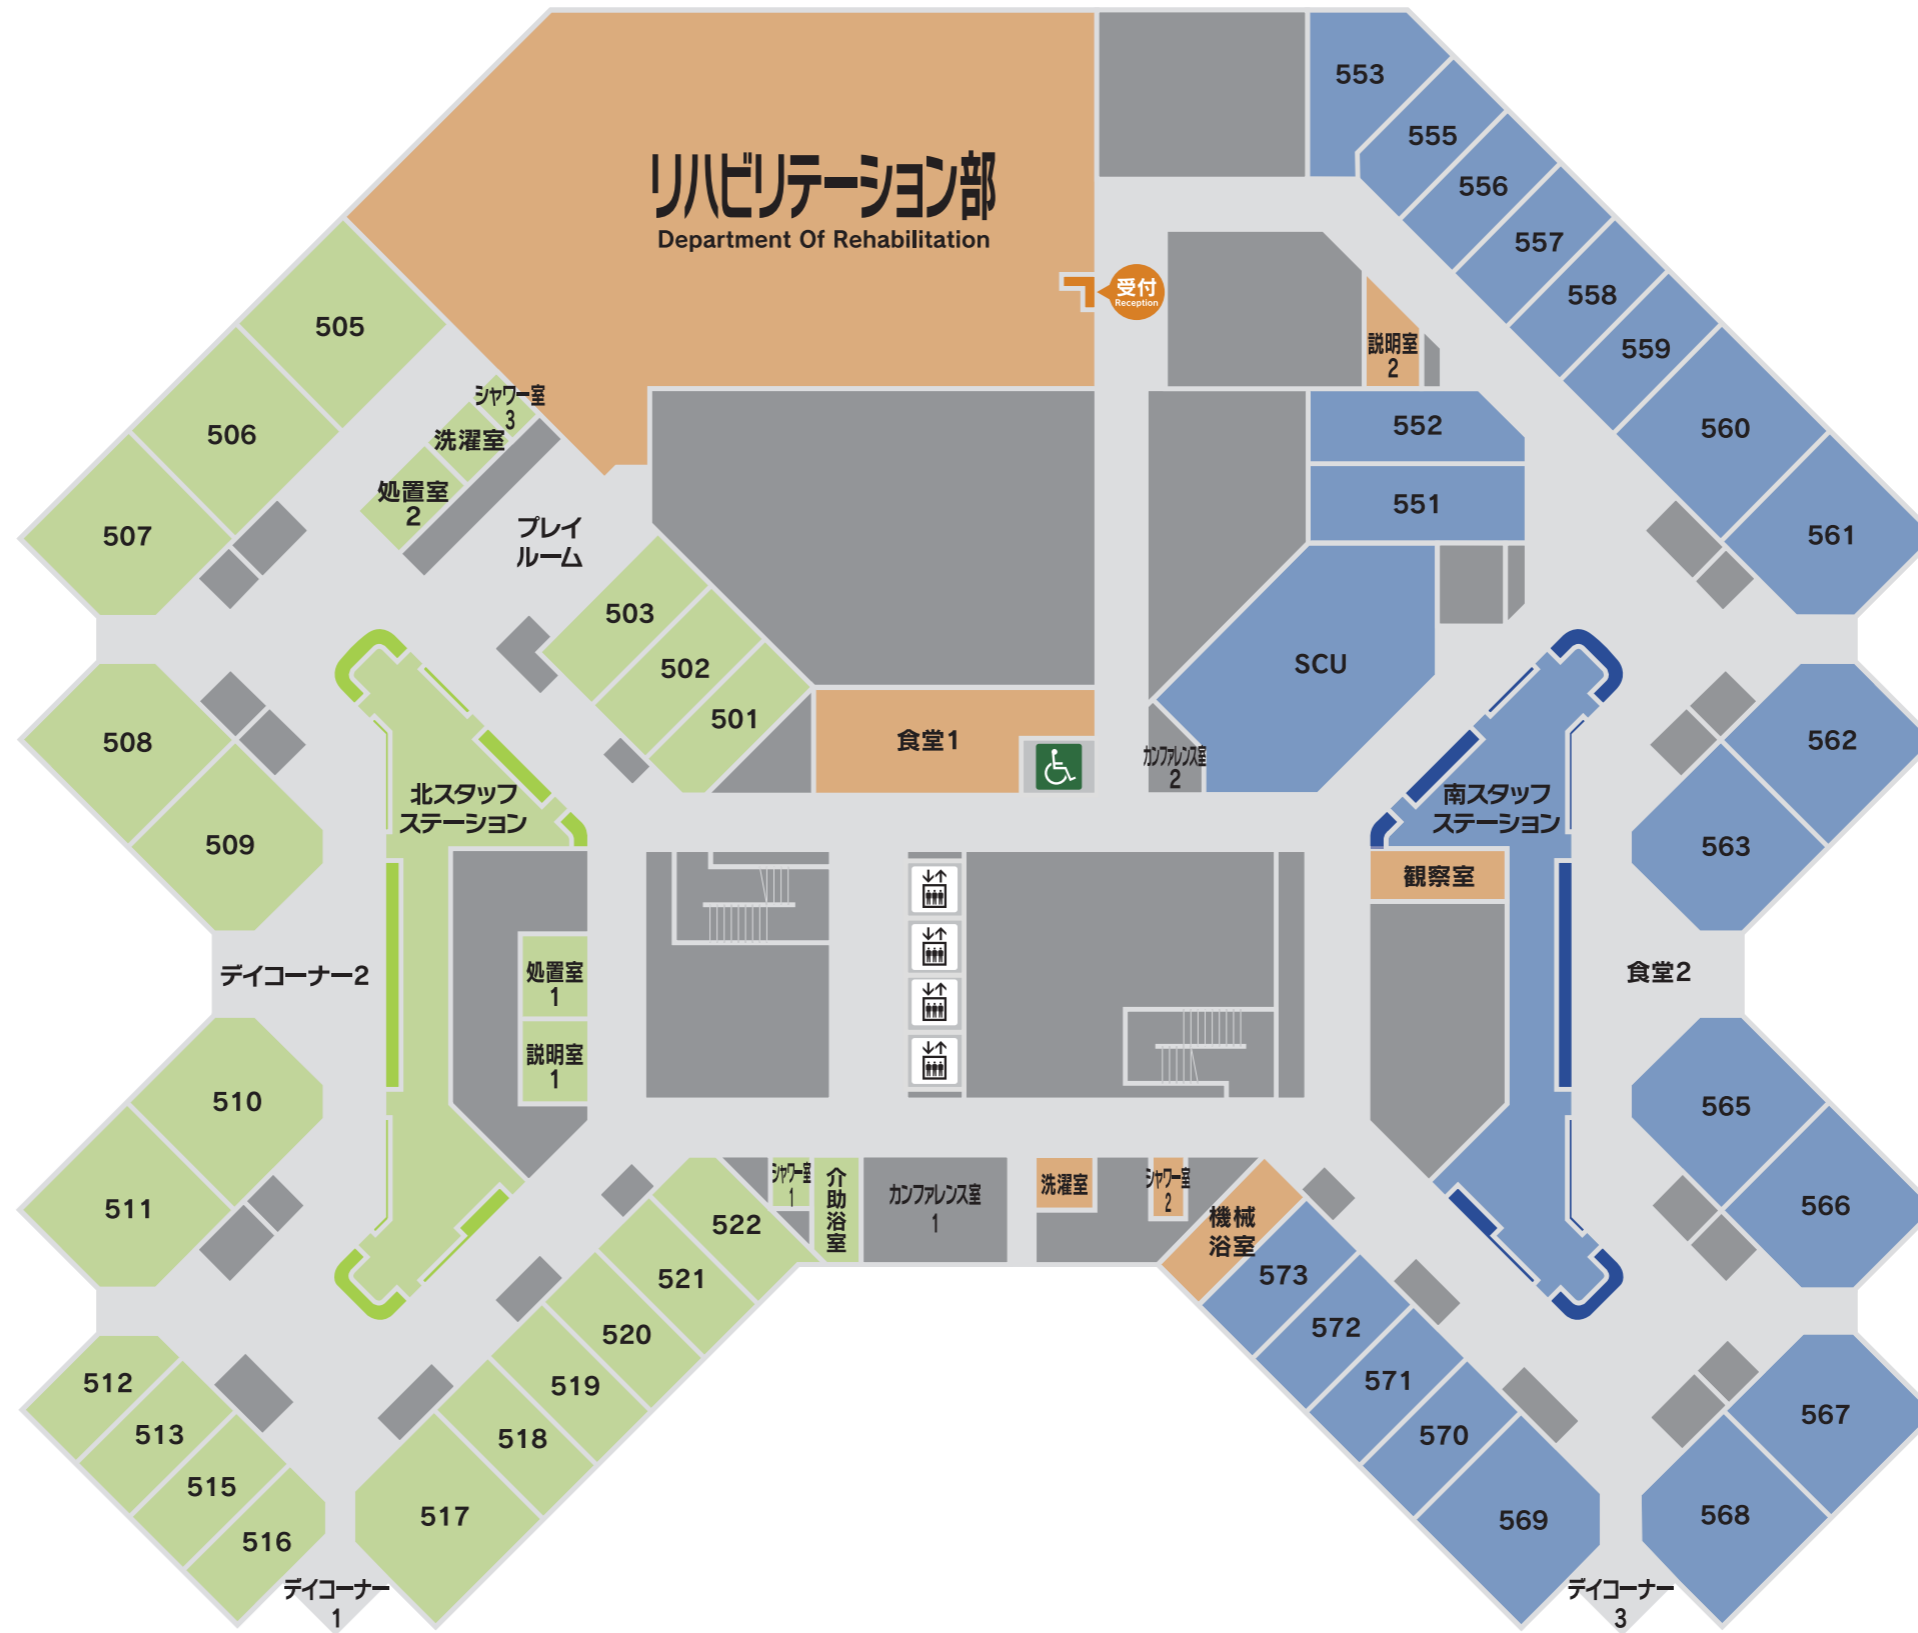 リハビリテーション部
Department Of Rehabilitation
受付
Reception
553
555
556
557
558
559
560
561
説明室
2
552
551
SCU
カンファレンス室
2
505
506
507
シャワー室
3
洗濯室
処置室
2
プレイ
ルーム
503
502
501
食堂1
508
509
北スタッフ
ステーション
デイコーナー2
処置室
1
説明室
1
南スタッフ
ステーション
観察室
562
563
食堂2
565
566
567
568
510
511
512
513
515
516
デイコーナー
1
517
518
519
520
521
522
シャワー室
1
介助浴室
カンファレンス室
1
洗濯室
シャワー室
2
機械
浴室
573
572
571
570
569
デイコーナー
3